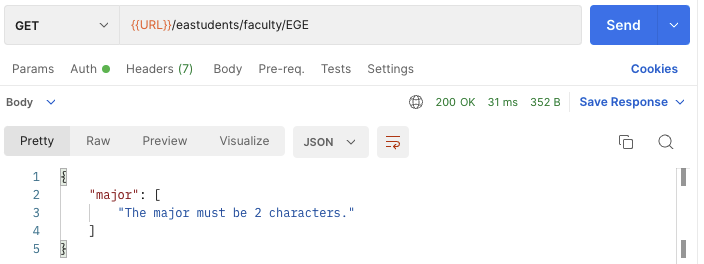 GET {{URL}}/eastudents/faculty/EGE Send
Params Auth Headers (7) Body Pre-req. Tests Settings Cookies
Body 200 OK 31 ms 352 B Save Response
Pretty Raw Preview Visualize JSON
1 {
2 "major": [
3 "The major must be 2 characters."
4 ]
5 }